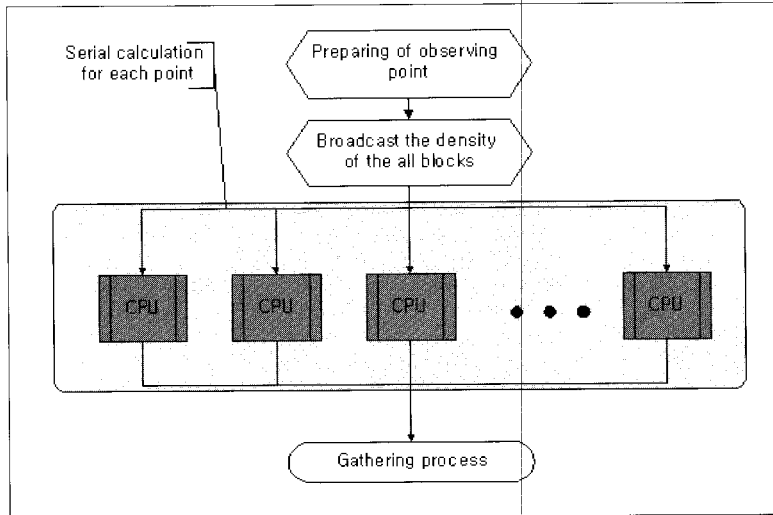 Serial calculation
for each point
Preparing of observing
point
Broadcast the density
of the all blocks
CPU CPU CPU CPU
Gathering process